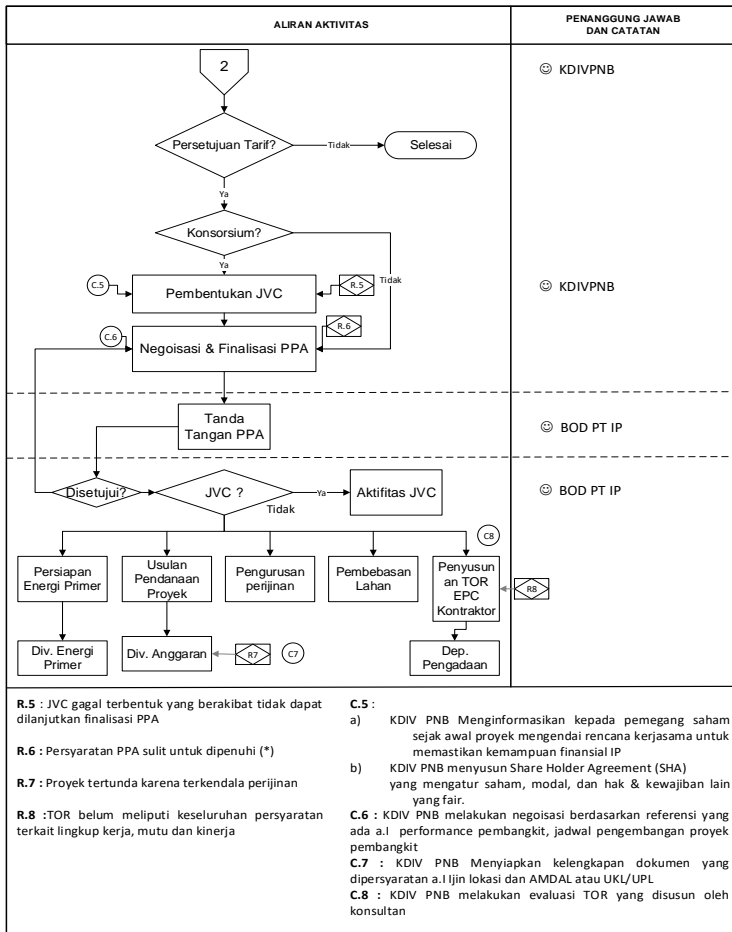 ALIRAN AKTIVITAS
PENANGGUNG JAWAB
DAN CATATAN
2
☺ KDIVPNB
Persetujuan Tarif?
Tidak
Selesai
Ya
Konsorsium?
Ya
Tidak
C.5
Pembentukan JVC
R.5
☺ KDIVPNB
C.6
Negoisasi & Finalisasi PPA
R.6
Tanda
Tangan PPA
☺ BOD PT IP
Disetujui?
JVC ?
Ya
Aktifitas JVC
☺ BOD PT IP
Tidak
C8
Persiapan
Energi Primer
Usulan
Pendanaan
Proyek
Pengurusan
perijinan
Pembebasan
Lahan
Penyusun
an TOR
EPC
Kontraktor
R8
Div. Energi
Primer
Div. Anggaran
R7
C7
Dep.
Pengadaan
R.5 : JVC gagal terbentuk yang berakibat tidak dapat
dilanjutkan finalisasi PPA
R.6 : Persyaratan PPA sulit untuk dipenuhi (*)
R.7 : Proyek tertunda karena terkendala perijinan
R.8 :TOR belum meliputi keseluruhan persyaratan
terkait lingkup kerja, mutu dan kinerja
C.5 :
a) KDIV PNB Menginformasikan kepada pemegang saham
sejak awal proyek mengendai rencana kerjasama untuk
memastikan kemampuan finansial IP
b) KDIV PNB menyusun Share Holder Agreement (SHA)
yang mengatur saham, modal, dan hak & kewajiban lain
yang fair.
C.6 : KDIV PNB melakukan negoisasi berdasarkan referensi yang
ada a.l performance pembangkit, jadwal pengembangan proyek
pembangkit
C.7 : KDIV PNB Menyiapkan kelengkapan dokumen yang
dipersyaratan a.l Ijin lokasi dan AMDAL atau UKL/UPL
C.8 : KDIV PNB melakukan evaluasi TOR yang disusun oleh
konsultan